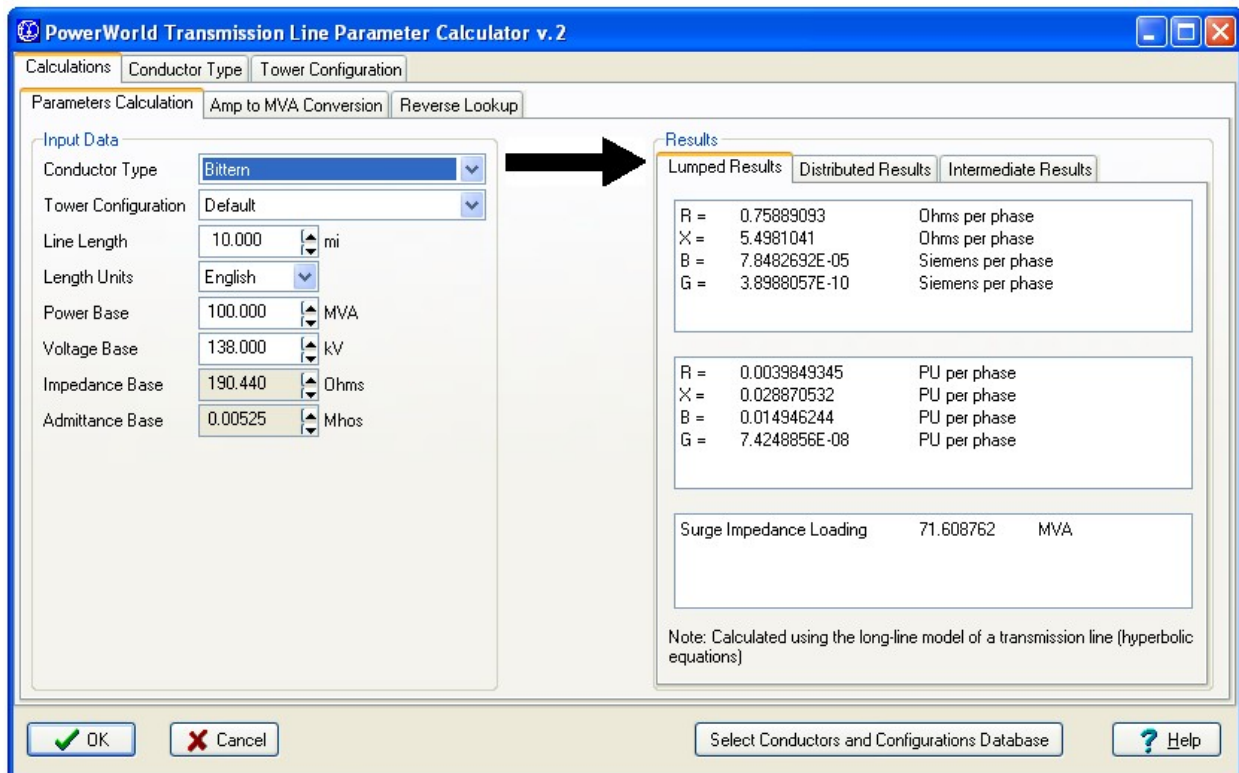 PowerWorld Transmission Line Parameter Calculator v.2
Calculations Conductor Type Tower Configuration
Parameters Calculation Amp to MVA Conversion Reverse Lookup
Input Data
Conductor Type Bittern
Tower Configuration Default
Line Length 10.000 mi
Length Units English
Power Base 100.000 MVA
Voltage Base 138.000 kV
Impedance Base 190.440 Ohms
Admittance Base 0.00525 Mhos
Results
Lumped Results Distributed Results Intermediate Results
R = 0.75889093 Ohms per phase
X = 5.4981041 Ohms per phase
B = 7.8482692E-05 Siemens per phase
G = 3.8988057E-10 Siemens per phase
R = 0.0039849345 PU per phase
X = 0.028870532 PU per phase
B = 0.014946244 PU per phase
G = 7.4248856E-08 PU per phase
Surge Impedance Loading 71.608762 MVA
Note: Calculated using the long-line model of a transmission line (hyperbolic
equations)
OK Cancel Select Conductors and Configurations Database ? Help